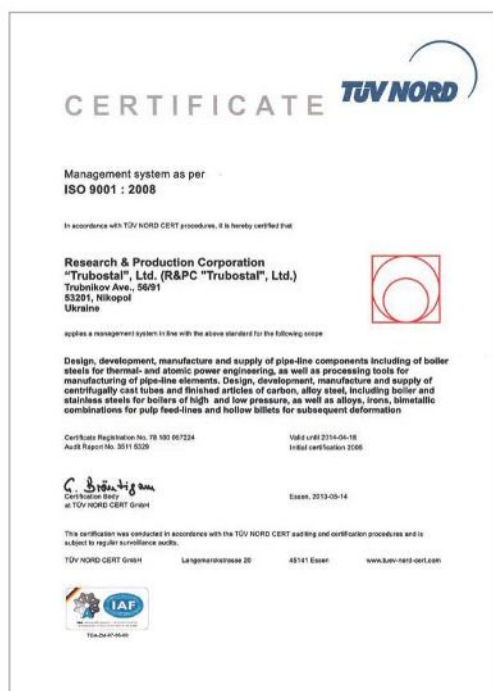 TÜV NORD
CERTIFICATE
Management system as per
ISO 9001 : 2008
In accordance with TÜV NORD CERT procedures, it is hereby certified that
Research & Production Corporation
"Trubostal", Ltd. (R&PC "Trubostal", Ltd.)
Trubnikov Ave., 56/91
53201, Nikopol
Ukraine
applies a management system in line with the above standard for the following scope
Design, development, manufacture and supply of pipe-line components including of boiler
steels for thermal- and atomic power engineering, as well as processing tools for
manufacturing of pipe-line elements. Design, development, manufacture and supply of
centrifugally cast tubes and finished articles of carbon, alloy steel, including boiler and
stainless steels for boilers of high and low pressure, as well as alloys, irons, bimetallic
combinations for pulp feed-lines and hollow billets for subsequent deformation
Certificate Registration No. 78 100 067224
Audit Report No. 3511 5329
Valid until 2014-04-18
Initial certification
G. Bräutigam
Certification Body
at TÜV NORD CERT GmbH
Essen, 2013-05-14
This certification was conducted in accordance with the TÜV NORD CERT auditing and certification procedures and is
subject to regular surveillance audits.
TÜV NORD CERT GmbH Langemarckstrasse 20 45141 Essen www.tuev-nord-cert.com
IAF